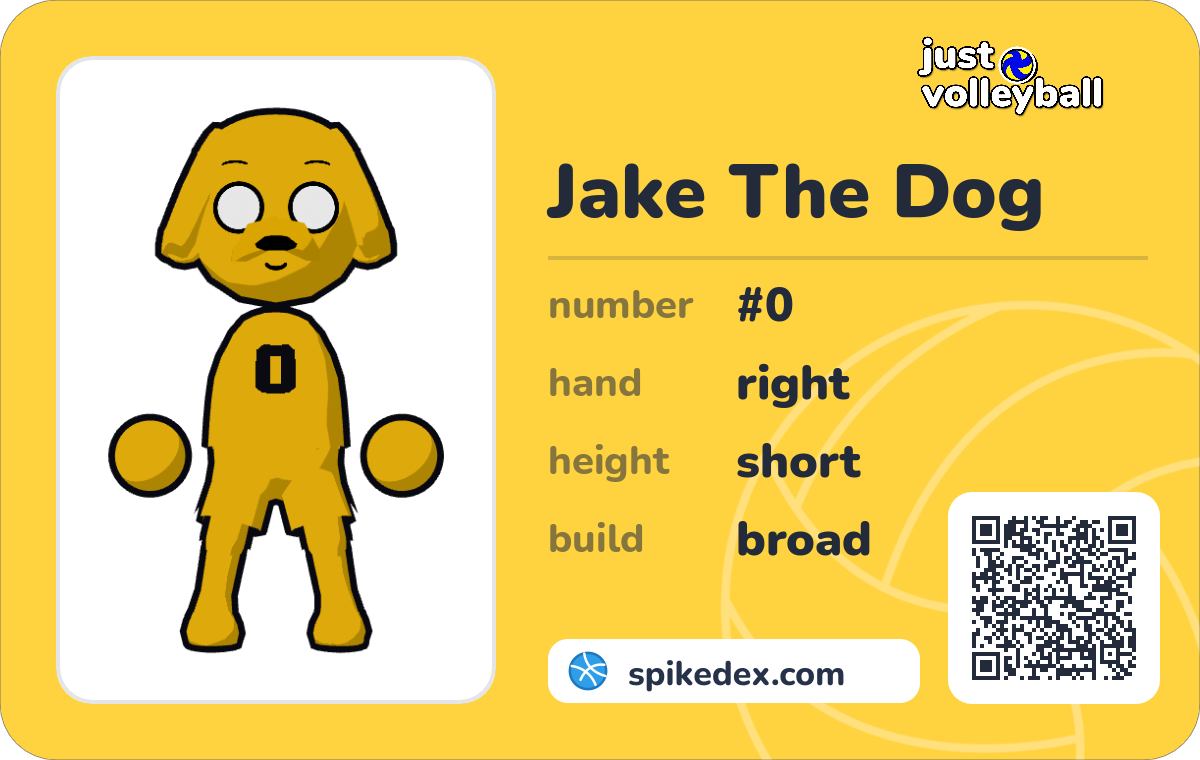 just
volleyball
Jake The Dog
number #0
hand right
height short
build broad
spikedex.com
0